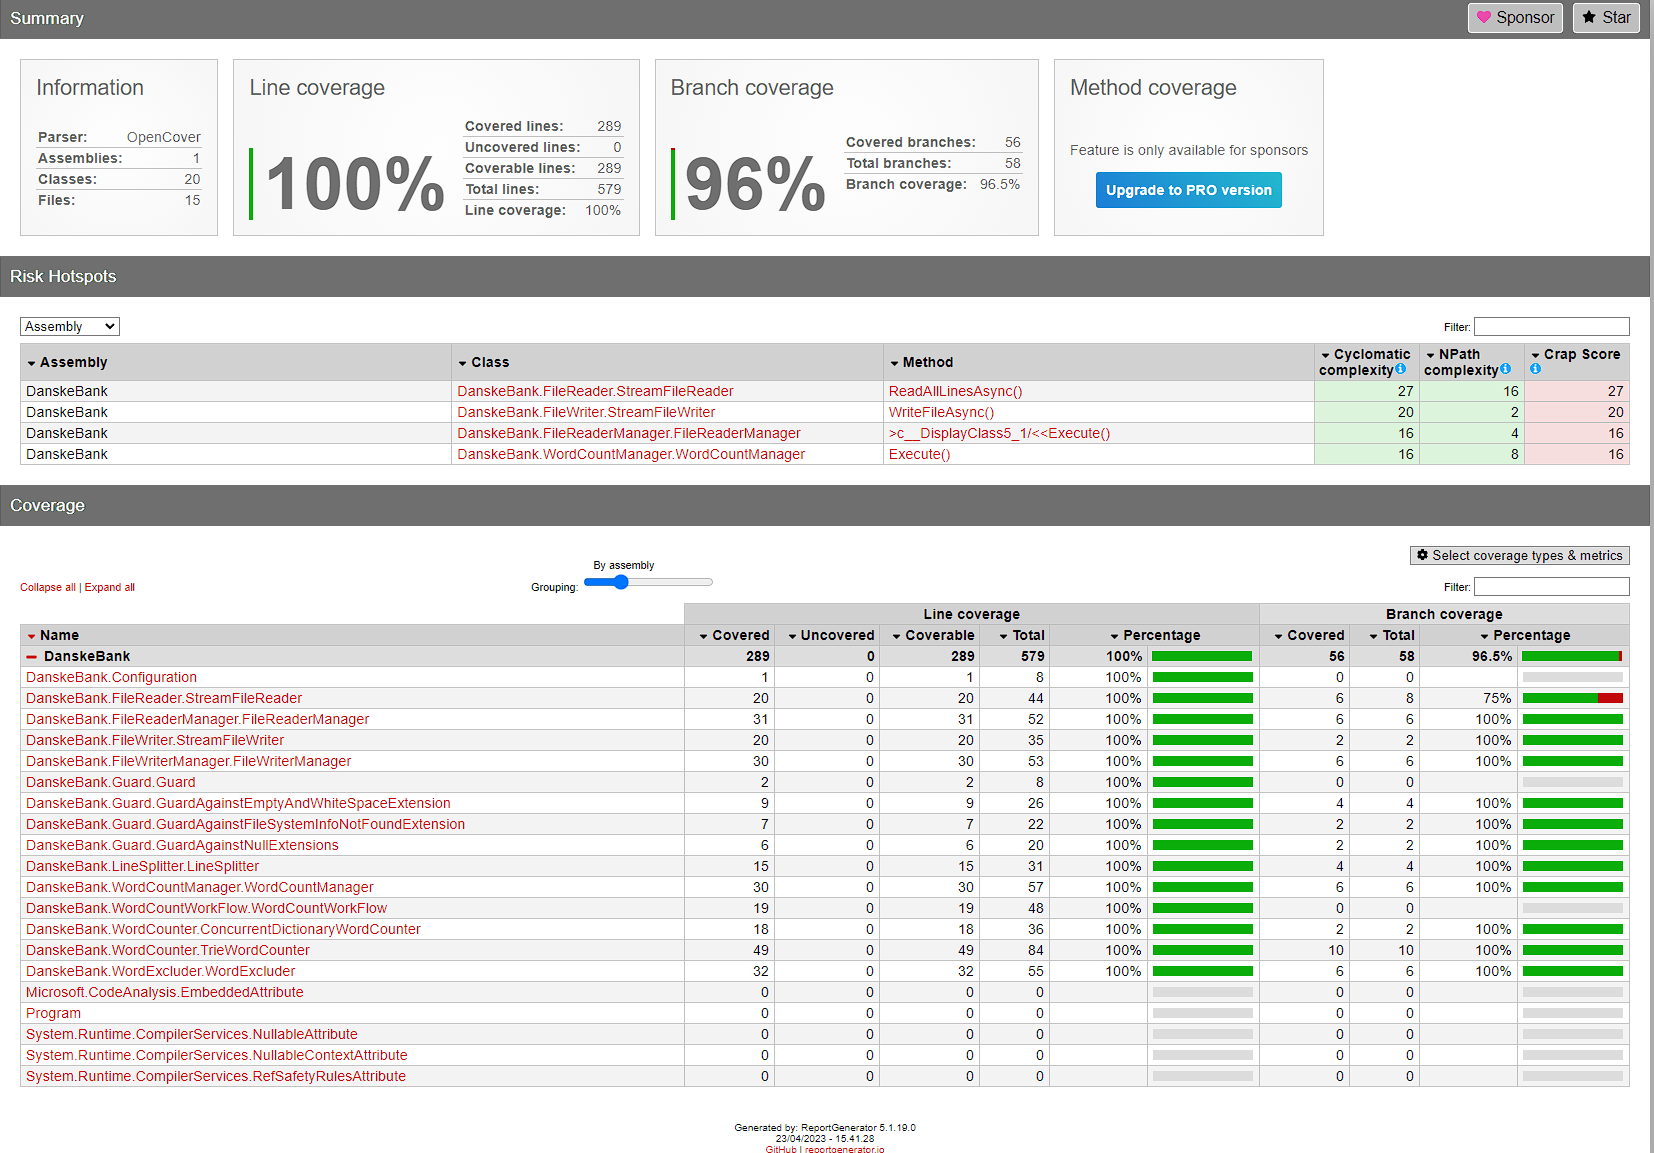 Summary
Sponsor
Star
Information
Parser: OpenCover
Assemblies: 1
Classes: 20
Files: 15
Line coverage
100%
Covered lines: 289
Uncovered lines: 0
Coverable lines: 289
Total lines: 579
Line coverage: 100%
Branch coverage
96%
Covered branches: 56
Total branches: 58
Branch coverage: 96.5%
Method coverage
Feature is only available for sponsors
Upgrade to PRO version
Risk Hotspots
Assembly
Filter:
Assembly Class Method Cyclomatic complexity NPath complexity Crap Score
DanskeBank DanskeBank.FileReader.StreamFileReader ReadAllLinesAsync() 27 16 27
DanskeBank DanskeBank.FileWriter.StreamFileWriter WriteFileAsync() 20 2 20
DanskeBank DanskeBank.FileReaderManager.FileReaderManager >c__DisplayClass5_1/<<Execute() 16 4 16
DanskeBank DanskeBank.WordCountManager.WordCountManager Execute() 16 8 16
Coverage
Select coverage types & metrics
By assembly
Collapse all | Expand all
Grouping:
Filter:
Line coverage Branch coverage
Name Covered Uncovered Coverable Total Percentage Covered Total Percentage
DanskeBank 289 0 289 579 100% 56 58 96.5%
DanskeBank.Configuration 1 0 1 8 100% 0 0
DanskeBank.FileReader.StreamFileReader 20 0 20 44 100% 6 8 75%
DanskeBank.FileReaderManager.FileReaderManager 31 0 31 52 100% 6 6 100%
DanskeBank.FileWriter.StreamFileWriter 20 0 20 35 100% 2 2 100%
DanskeBank.FileWriterManager.FileWriterManager 30 0 30 53 100% 6 6 100%
DanskeBank.Guard.Guard 2 0 2 8 100% 0 0
DanskeBank.Guard.GuardAgainstEmptyAndWhiteSpaceExtension 9 0 9 26 100% 4 4 100%
DanskeBank.Guard.GuardAgainstFileSystemInfoNotFoundExtension 7 0 7 22 100% 2 2 100%
DanskeBank.Guard.GuardAgainstNullExtensions 6 0 6 20 100% 2 2 100%
DanskeBank.LineSplitter.LineSplitter 15 0 15 31 100% 4 4 100%
DanskeBank.WordCountManager.WordCountManager 30 0 30 57 100% 6 6 100%
DanskeBank.WordCountWorkFlow.WordCountWorkFlow 19 0 19 48 100% 0 0
DanskeBank.WordCounter.ConcurrentDictionaryWordCounter 18 0 18 36 100% 2 2 100%
DanskeBank.WordCounter.TrieWordCounter 49 0 49 84 100% 10 10 100%
DanskeBank.WordExcluder.WordExcluder 32 0 32 55 100% 6 6 100%
Microsoft.CodeAnalysis.EmbeddedAttribute 0 0 0 0 0 0
Program 0 0 0 0 0 0
System.Runtime.CompilerServices.NullableAttribute 0 0 0 0 0 0
System.Runtime.CompilerServices.NullableContextAttribute 0 0 0 0 0 0
System.Runtime.CompilerServices.RefSafetyRulesAttribute 0 0 0 0 0 0
Generated by: ReportGenerator 5.1.19.0
23/04/2023 - 15.41.28
GitHub | reportgenerator.io